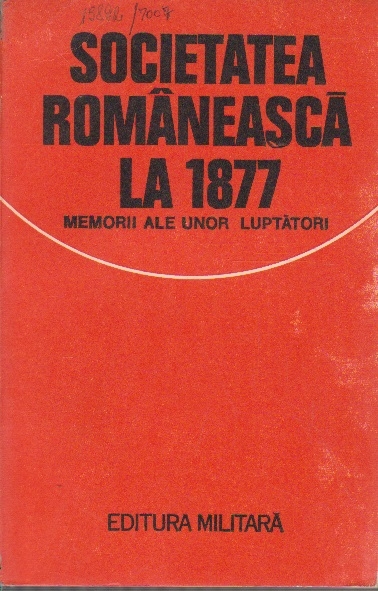 SOCIETATEA
ROMÂNEASCĂ
LA 1877
MEMORII ALE UNOR LUPTĂTORI
EDITURA MILITARĂ